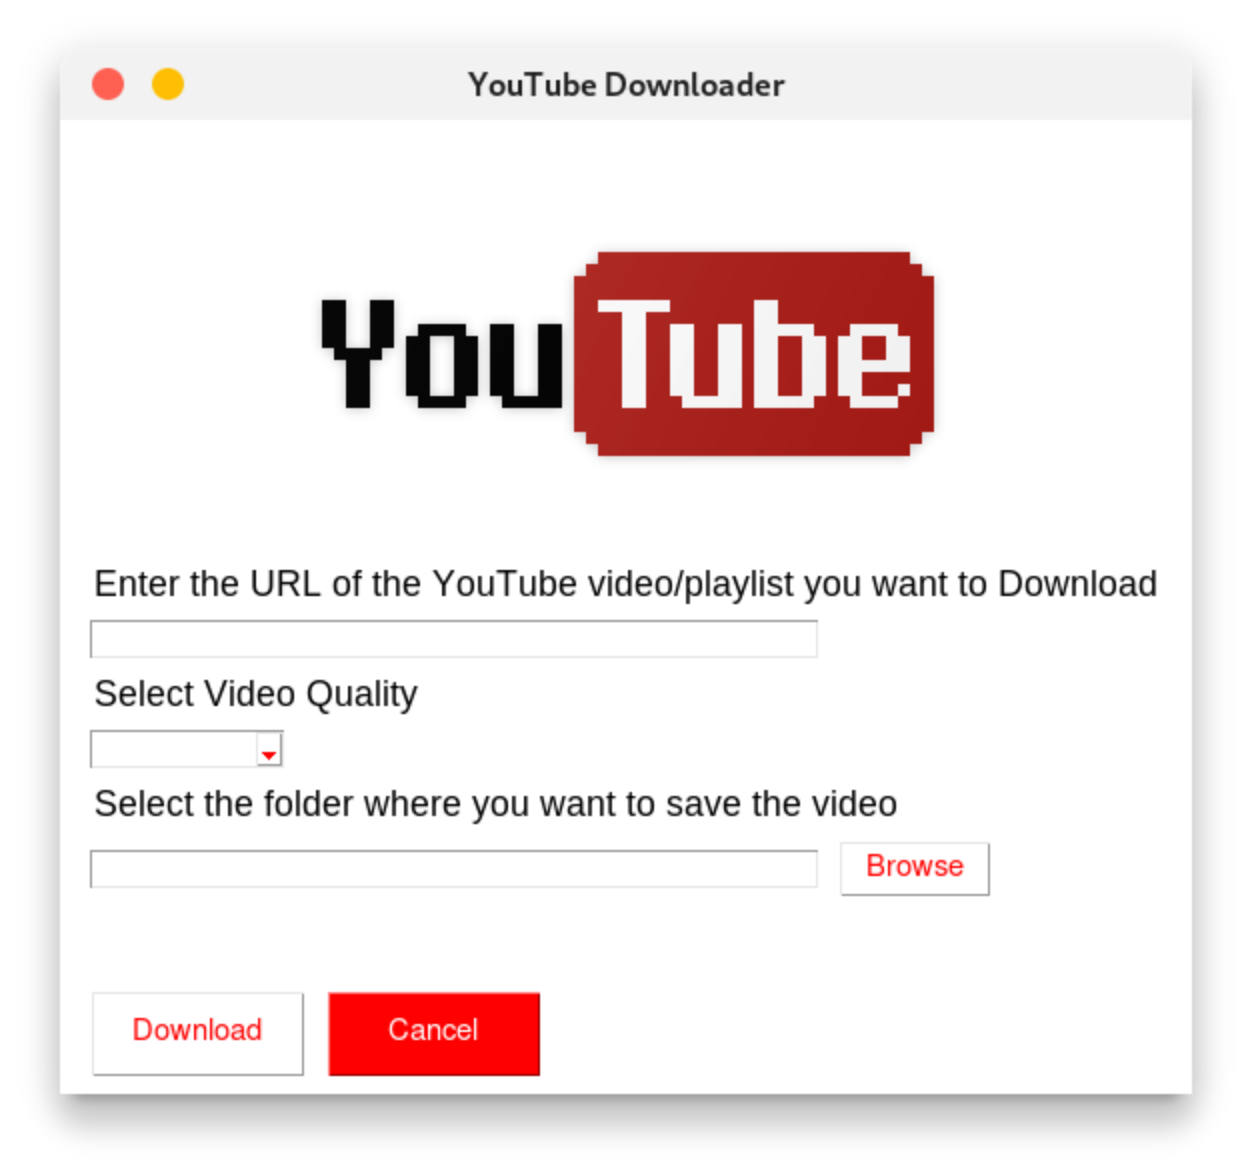 YouTube Downloader
YouTube
Enter the URL of the YouTube video/playlist you want to Download
Select Video Quality
Select the folder where you want to save the video
Browse
Download Cancel